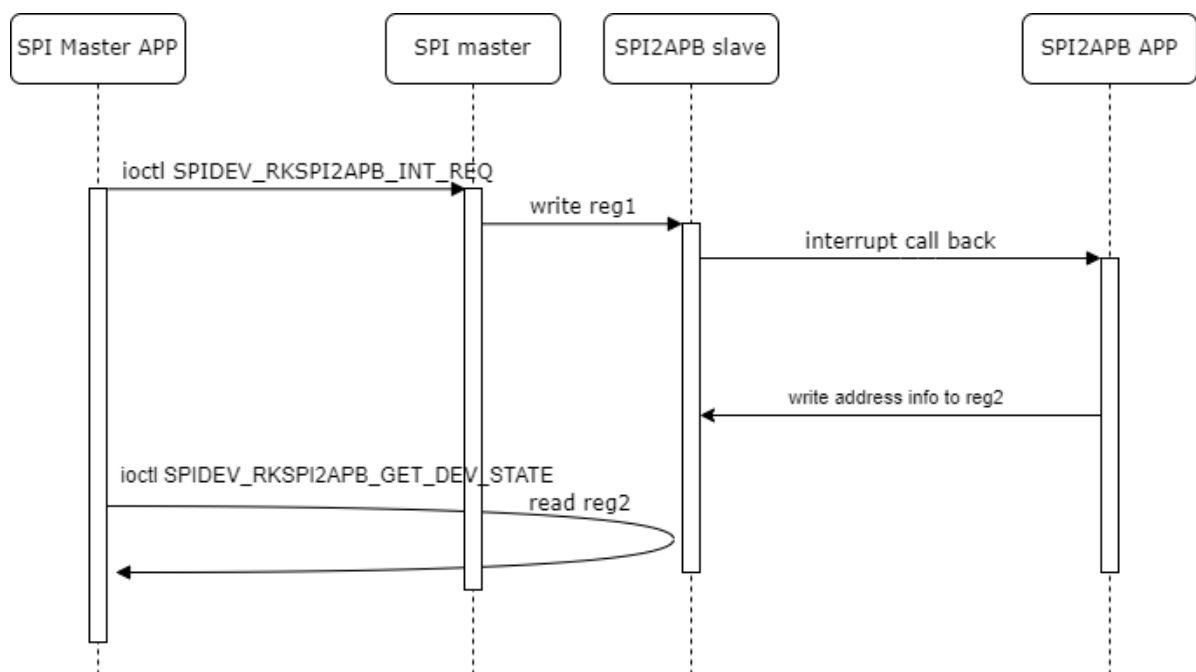 SPI Master APP
SPI master
SPI2APB slave
SPI2APB APP
ioctl SPIDEV_RKSPI2APB_INT_REQ
write reg1
interrupt call back
write address info to reg2
ioctl SPIDEV_RKSPI2APB_GET_DEV_STATE
read reg2